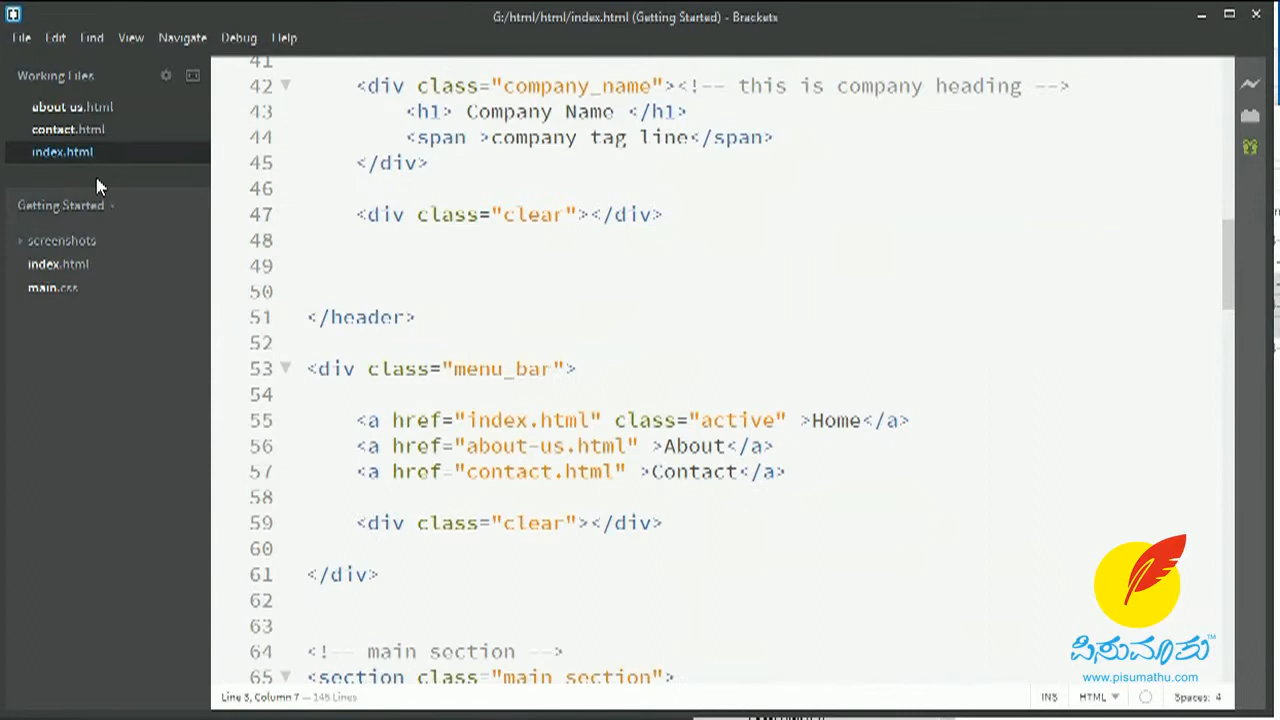 G:/html/html/index.html (Getting Started) - Brackets
File Edit Find View Navigate Debug Help
Working Files
about us.html
contact.html
index.html
Getting Started
screenshots
index.html
main.css
41
42 <div class="company_name"><!-- this is company heading -->
43 <h1> Company Name </h1>
44 <span >company tag line</span>
45 </div>
46
47 <div class="clear"></div>
48
49
50
51 </header>
52
53 <div class="menu_bar">
54
55 <a href="index.html" class="active" >Home</a>
56 <a href="about-us.html" >About</a>
57 <a href="contact.html" >Contact</a>
58
59 <div class="clear"></div>
60
61 </div>
62
63
64 <!-- main section -->
65 <section class="main section">
ಪಿಸುಮಾತು™
www.pisumathu.com
Line 3, Column 7 — 145 Lines
INS HTML Spaces: 4